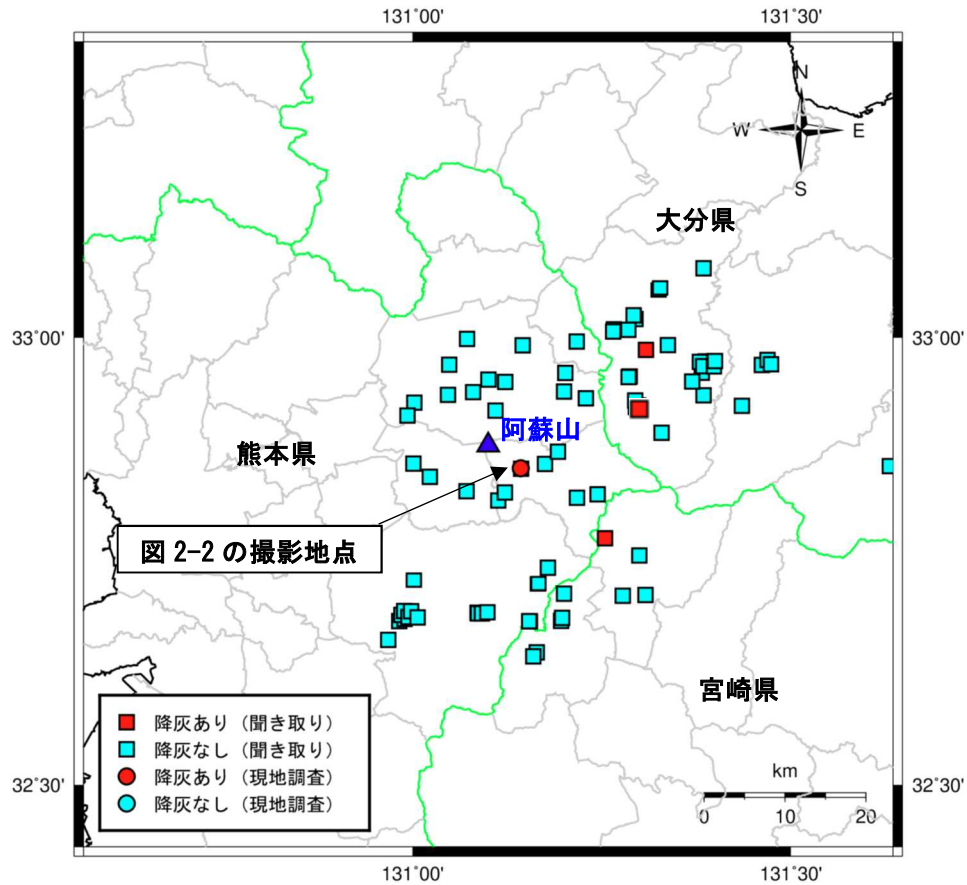 131°00' 131°30'
N
W E
S
大分県
33°00' 33°00'
阿蘇山
熊本県
図 2-2 の撮影地点
宮崎県
降灰あり（聞き取り）
降灰なし（聞き取り）
降灰あり（現地調査）
降灰なし（現地調査）
km
0 10 20
32°30' 32°30'
131°00' 131°30'